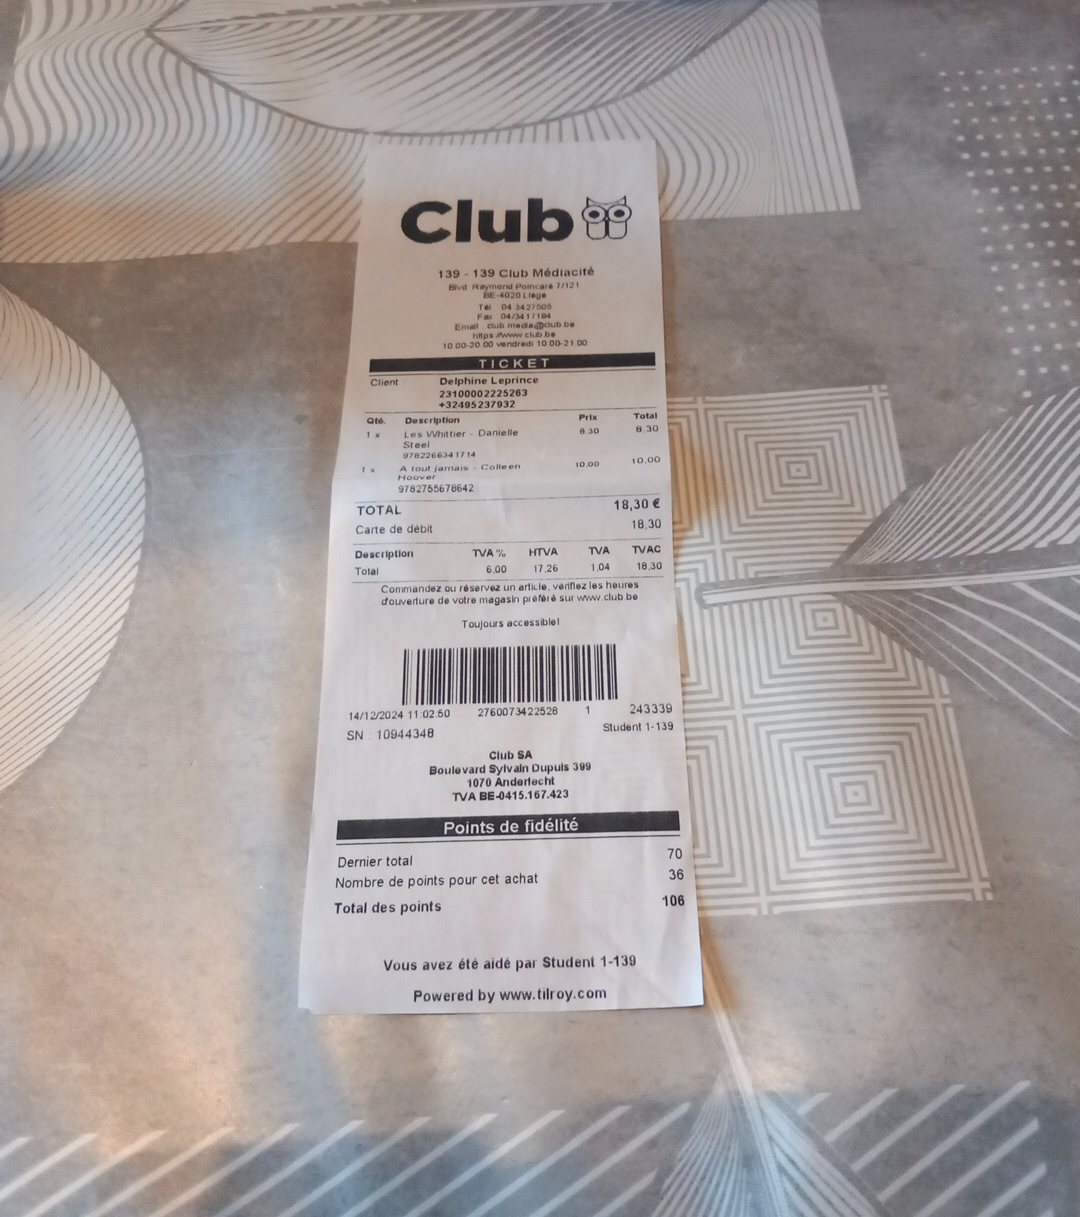 Club
139 - 139 Club Médiacité
Blvd. Raymond Poincaré 7/121
BE-4020 Liège
Tél 04 3427505
Fax 04/3417184
Email club.media@club.be
https://www.club.be
10.00-20.00 vendredi 10.00-21.00
TICKET
Client Delphine Leprince
23100002225263
+32495237932
Qté. Description Prix Total
1 x Les Whittier - Danielle 8.30 8.30
Steel
9782266341714
1 x A tout jamais - Colleen 10.00 10.00
Hoover
9782755678642
TOTAL 18,30 €
Carte de débit 18,30
Description TVA % HTVA TVA TVAC
Total 6,00 17,26 1,04 18,30
Commandez ou réservez un article, vérifiez les heures
d'ouverture de votre magasin préféré sur www.club.be
Toujours accessible!
14/12/2024 11:02:50 2760073422528 1 243339
SN : 10944348 Student 1-139
Club SA
Boulevard Sylvain Dupuis 399
1070 Anderlecht
TVA BE-0415.167.423
Points de fidélité
Dernier total 70
Nombre de points pour cet achat 36
Total des points 106
Vous avez été aidé par Student 1-139
Powered by www.tilroy.com